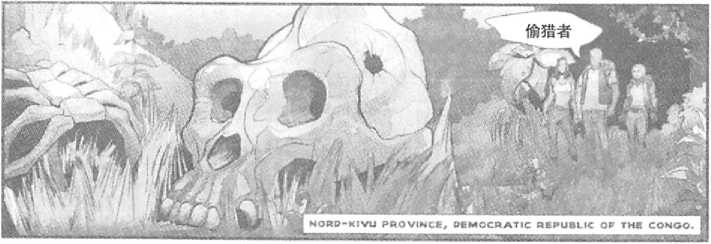 偷猎者
NORD-KIVU PROVINCE, DEMOCRATIC REPUBLIC OF THE CONGO.